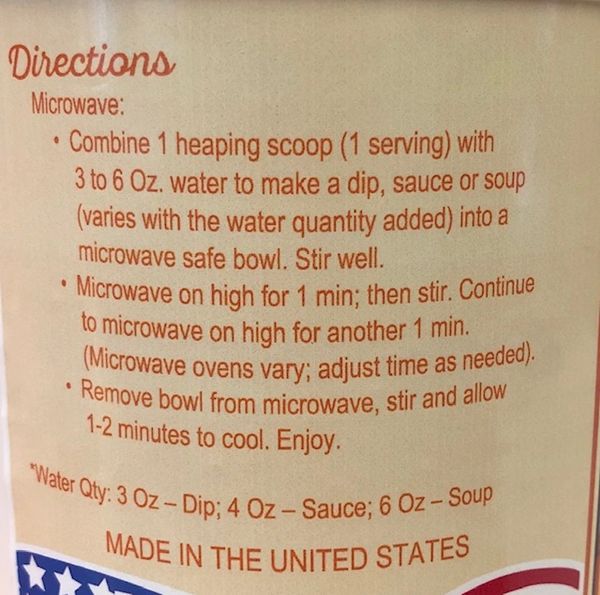 Directions
Microwave:
• Combine 1 heaping scoop (1 serving) with
3 to 6 Oz. water to make a dip, sauce or soup
(varies with the water quantity added) into a
microwave safe bowl. Stir well.
• Microwave on high for 1 min; then stir. Continue
to microwave on high for another 1 min.
(Microwave ovens vary; adjust time as needed).
• Remove bowl from microwave, stir and allow
1-2 minutes to cool. Enjoy.
*Water Qty: 3 Oz – Dip; 4 Oz – Sauce; 6 Oz – Soup
MADE IN THE UNITED STATES